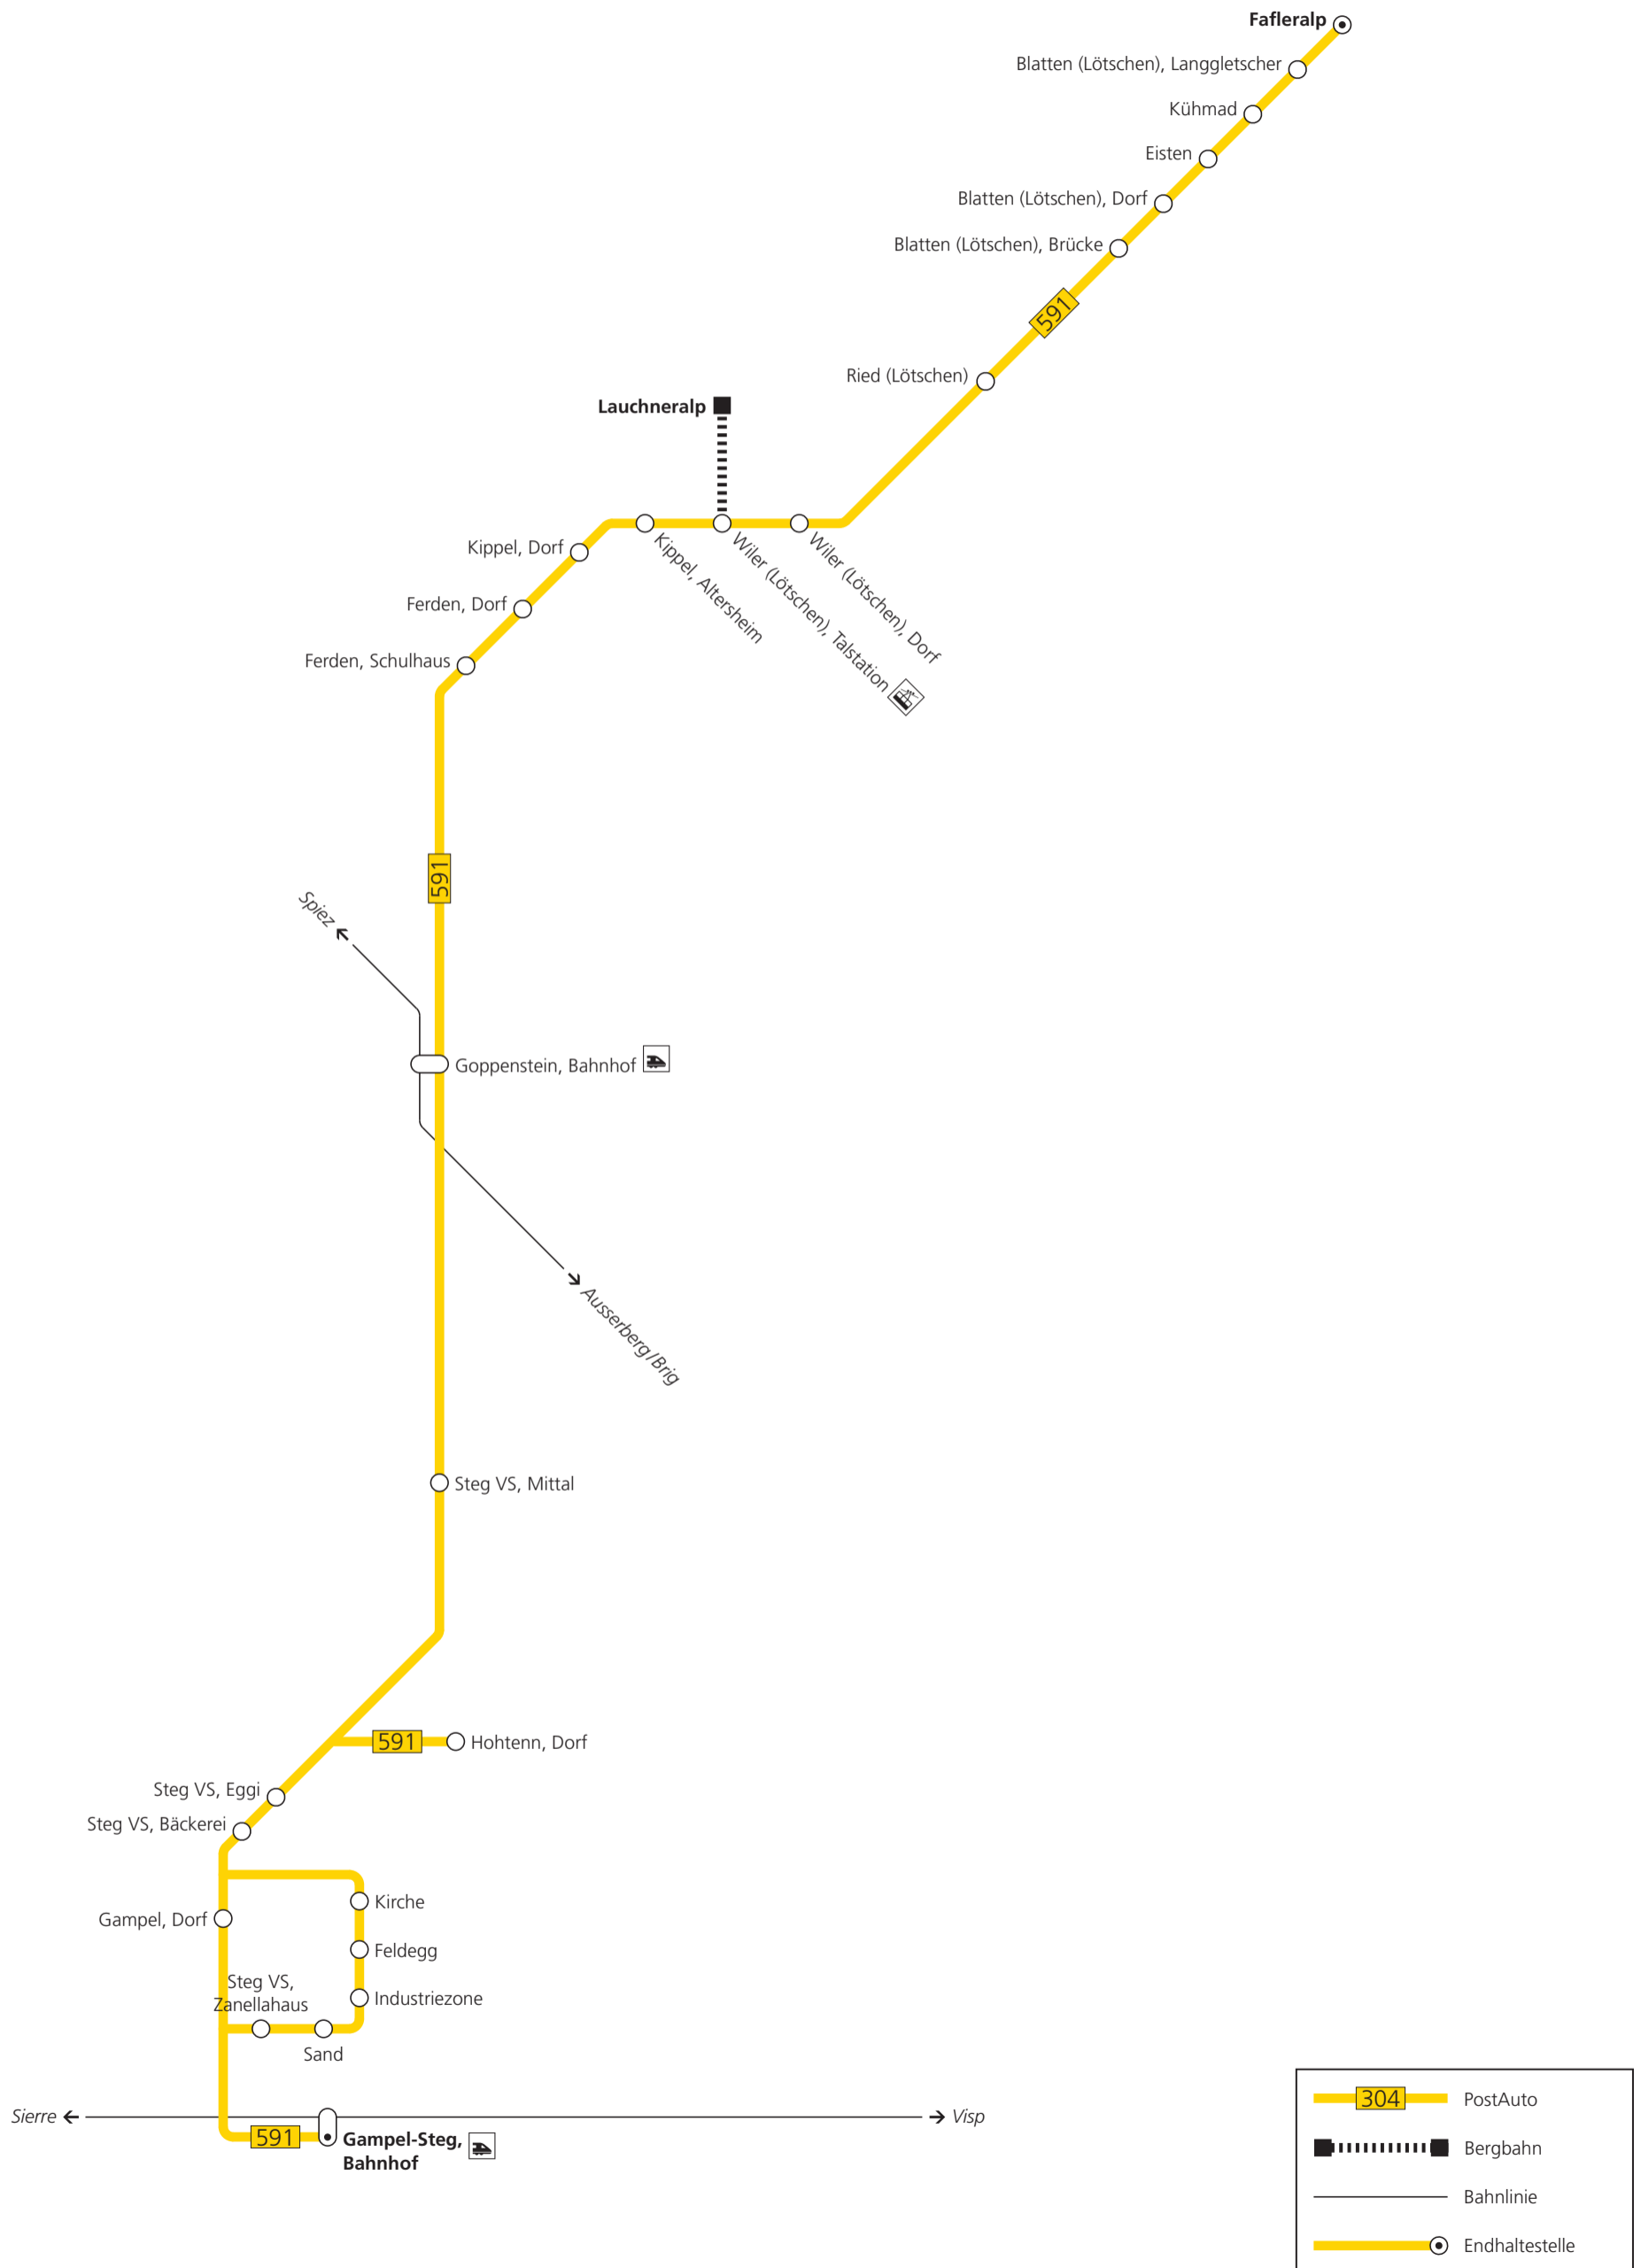 Fafleralp
Blatten (Lötschen), Langgletscher
Kühmad
Eisten
Blatten (Lötschen), Dorf
Blatten (Lötschen), Brücke
591
Ried (Lötschen)
Lauchneralp
Kippel, Dorf
Kippel, Altersheim
Wiler (Lötschen), Talstation
Wiler (Lötschen), Dorf
Ferden, Dorf
Ferden, Schulhaus
591
Spiez
Goppenstein, Bahnhof
Ausserberg/Brig
Steg VS, Mittal
591
Hohtenn, Dorf
Steg VS, Eggi
Steg VS, Bäckerei
Kirche
Gampel, Dorf
Feldegg
Steg VS,
Zanellahaus
Industriezone
Sand
Sierre
Visp
591
Gampel-Steg,
Bahnhof
304
PostAuto
Bergbahn
Bahnlinie
Endhaltestelle